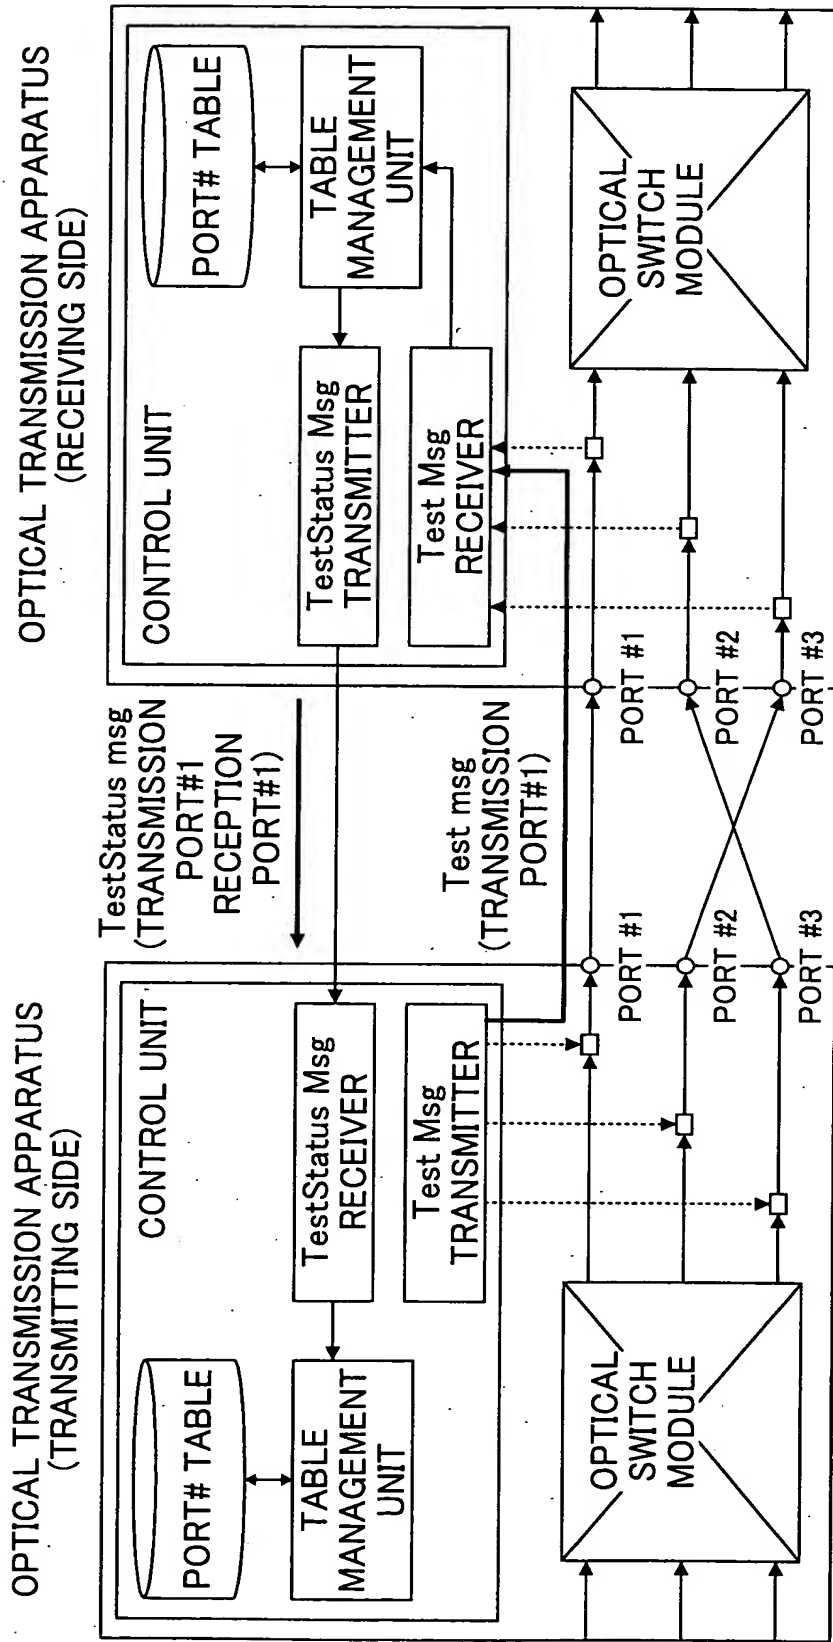 OPTICAL TRANSMISSION APPARATUS
(TRANSMITTING SIDE)
CONTROL UNIT
PORT# TABLE
TABLE
MANAGEMENT
UNIT
TestStatus Msg
RECEIVER
Test Msg
TRANSMITTER
OPTICAL
SWITCH
MODULE
PORT #1
PORT #2
PORT #3
TestStatus msg
(TRANSMISSION
PORT#1
RECEPTION
PORT#1)
Test msg
(TRANSMISSION
PORT#1)
OPTICAL TRANSMISSION APPARATUS
(RECEIVING SIDE)
CONTROL UNIT
TestStatus Msg
TRANSMITTER
Test Msg
RECEIVER
PORT# TABLE
TABLE
MANAGEMENT
UNIT
PORT #1
PORT #2
PORT #3
OPTICAL
SWITCH
MODULE